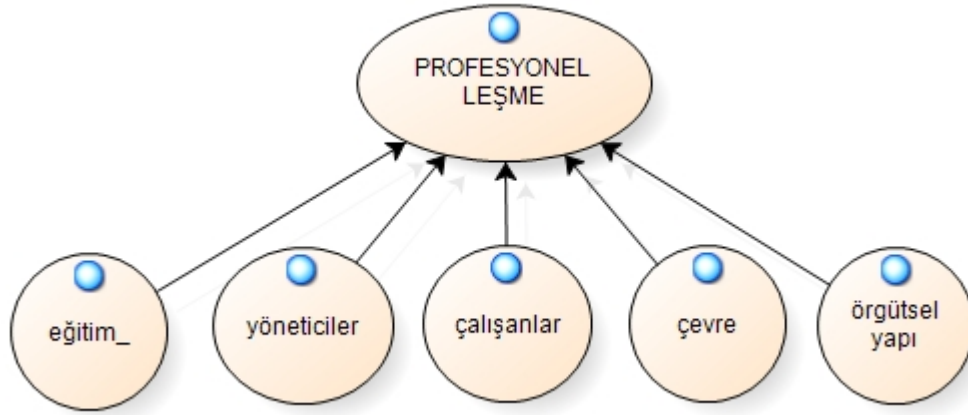 PROFESYONEL
LEŞME
eğitim_
yöneticiler
çalışanlar
çevre
örgütsel
yapı